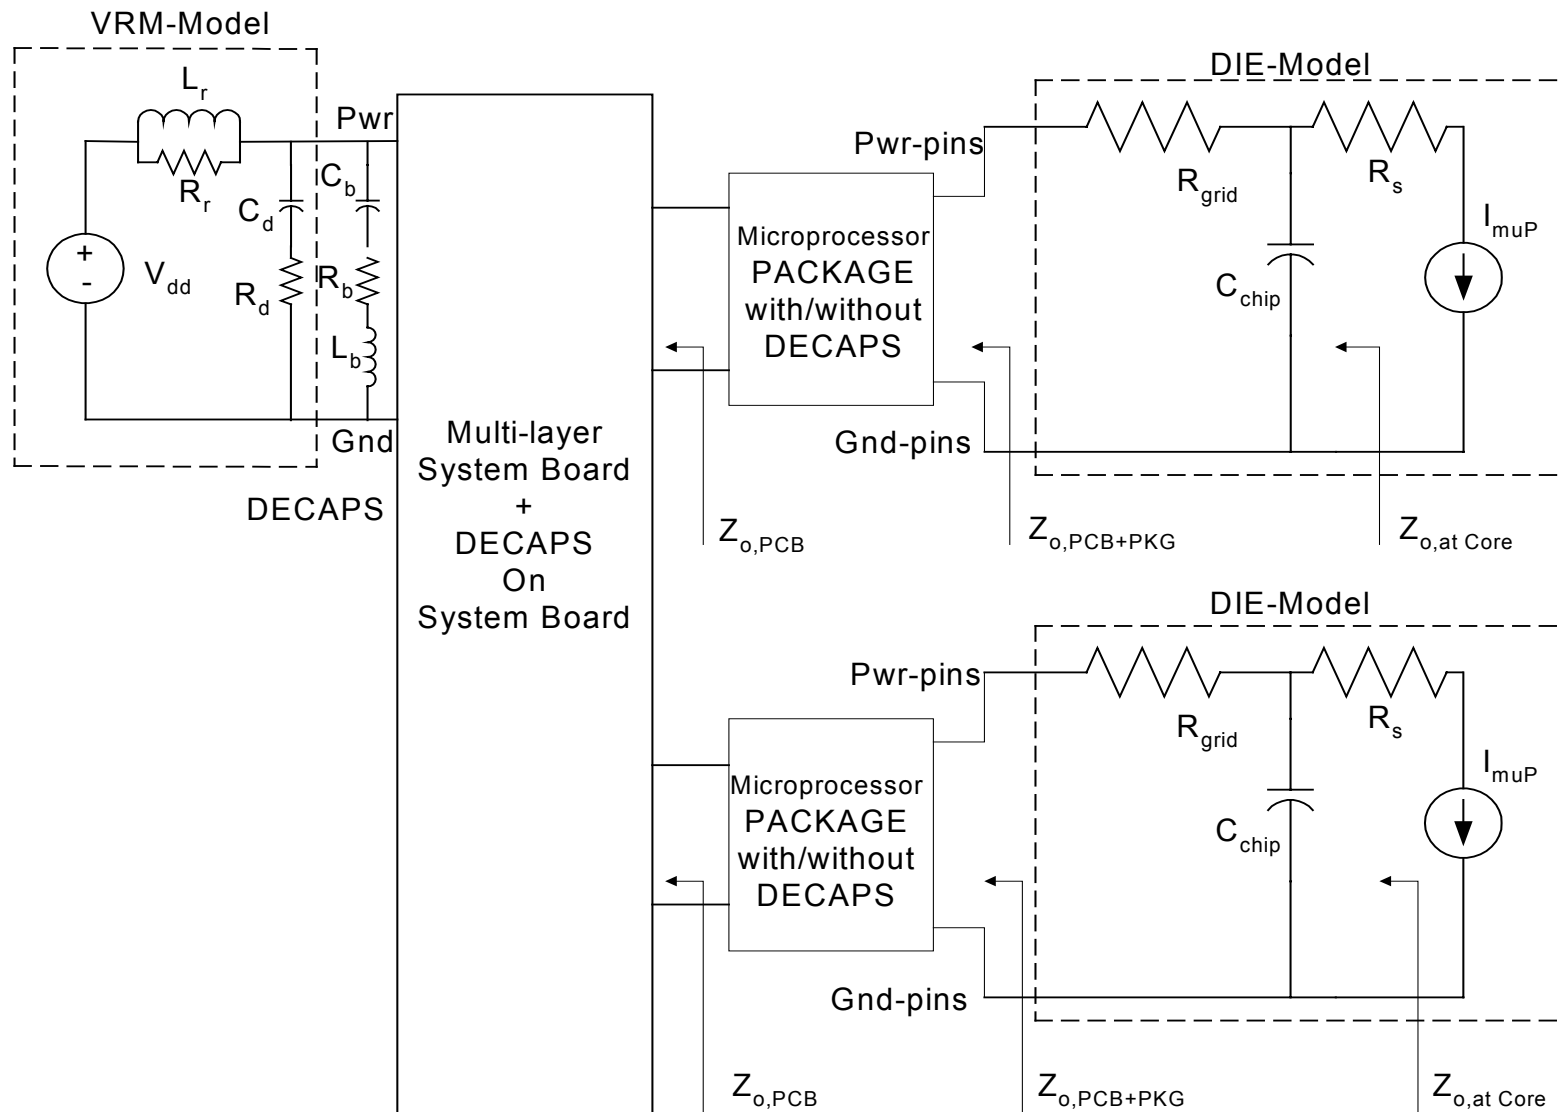 VRM-Model
L_r
R_r
C_d
R_d
+
-
V_dd
Pwr
C_b
R_b
L_b
Gnd
DECAPS
Multi-layer
System Board
+
DECAPS
On
System Board
Microprocessor
PACKAGE
with/without
DECAPS
Pwr-pins
Gnd-pins
DIE-Model
R_grid
R_s
C_chip
I_muP
Z_o,PCB
Z_o,PCB+PKG
Z_o,at Core
Microprocessor
PACKAGE
with/without
DECAPS
Pwr-pins
Gnd-pins
DIE-Model
R_grid
R_s
C_chip
I_muP
Z_o,PCB
Z_o,PCB+PKG
Z_o,at Core